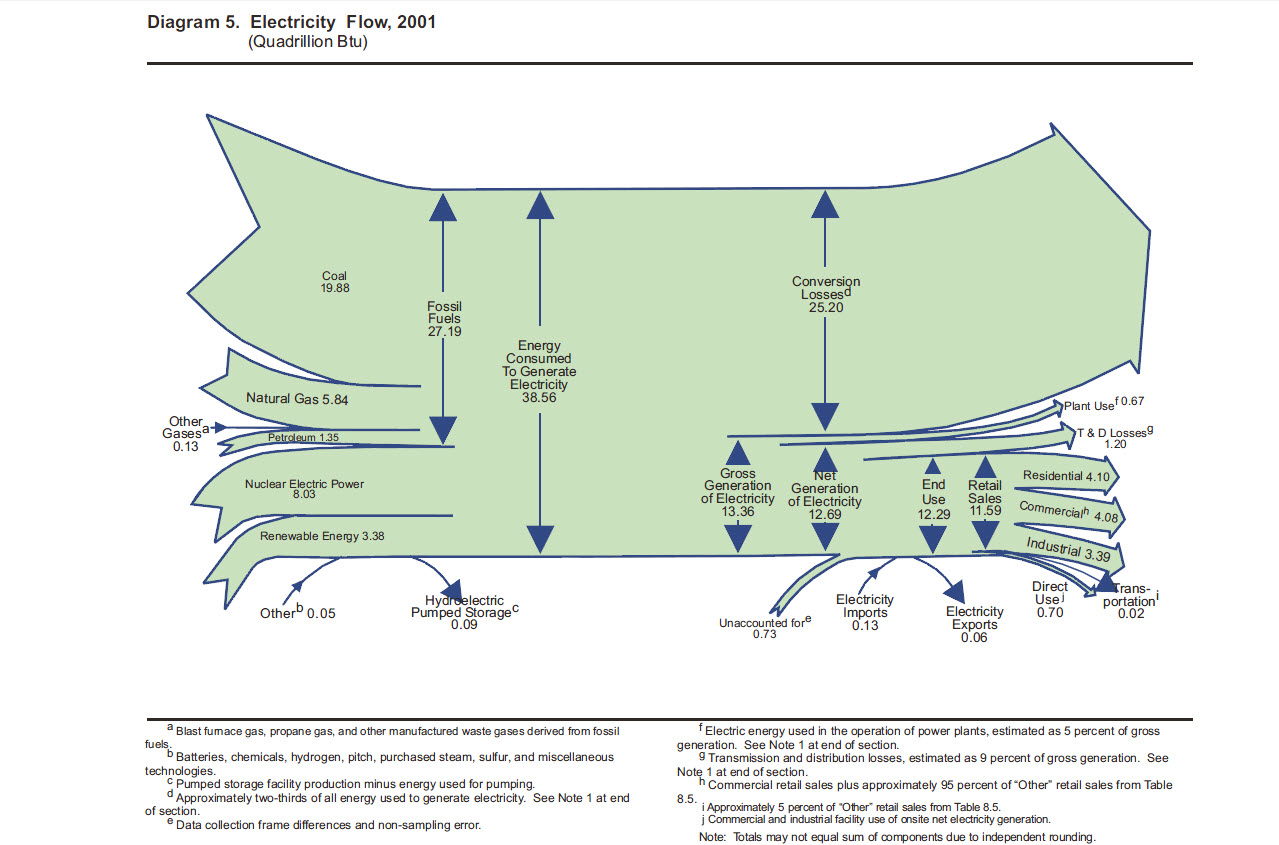 Diagram 5. Electricity Flow, 2001
(Quadrillion Btu)
Coal
19.88
Fossil
Fuels
27.19
Energy
Consumed
To Generate
Electricity
38.56
Conversion
Lossesd
25.20
Natural Gas 5.84
Other
Gasesa
0.13
Petroleum 1.35
Nuclear Electric Power
8.03
Renewable Energy 3.38
Otherb 0.05
Hydroelectric
Pumped Storagec
0.09
Gross
Generation
of Electricity
13.36
Net
Generation
of Electricity
12.69
End
Use
12.29
Retail
Sales
11.59
Plant Usef 0.67
T & D Lossesg
1.20
Residential 4.10
Commercialh 4.08
Industrial 3.39
Unaccounted fore
0.73
Electricity
Imports
0.13
Electricity
Exports
0.06
Direct
Usej
0.70
Trans-
portationi
0.02
a Blast furnace gas, propane gas, and other manufactured waste gases derived from fossil
fuels.
b Batteries, chemicals, hydrogen, pitch, purchased steam, sulfur, and miscellaneous
technologies.
c Pumped storage facility production minus energy used for pumping.
d Approximately two-thirds of all energy used to generate electricity. See Note 1 at end
of section.
e Data collection frame differences and non-sampling error.
f Electric energy used in the operation of power plants, estimated as 5 percent of gross
generation. See Note 1 at end of section.
g Transmission and distribution losses, estimated as 9 percent of gross generation. See
Note 1 at end of section.
h Commercial retail sales plus approximately 95 percent of “Other” retail sales from Table
8.5.
i Approximately 5 percent of “Other” retail sales from Table 8.5.
j Commercial and industrial facility use of onsite net electricity generation.
Note: Totals may not equal sum of components due to independent rounding.